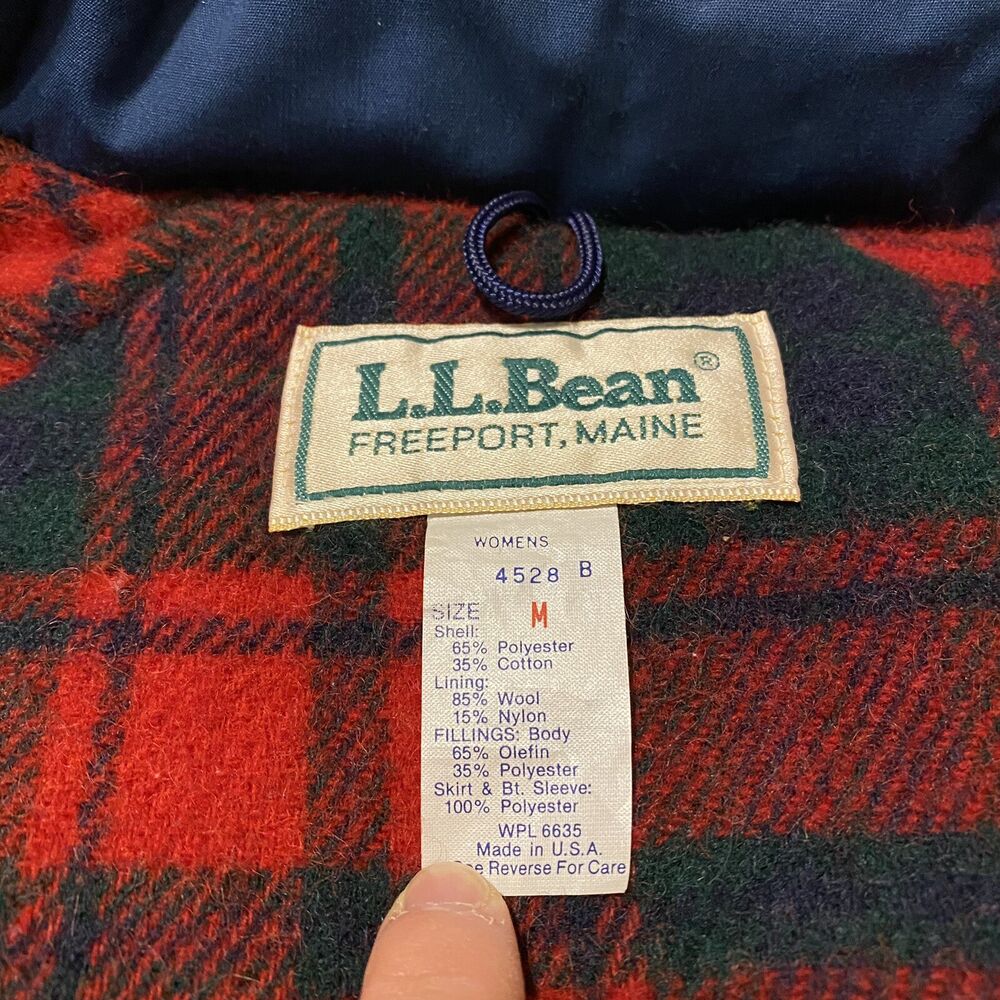 L.L.Bean®
FREEPORT, MAINE
WOMENS
4528 B
SIZE M
Shell:
65% Polyester
35% Cotton
Lining:
85% Wool
15% Nylon
FILLINGS: Body
65% Olefin
35% Polyester
Skirt & Bt. Sleeve:
100% Polyester
WPL 6635
Made in U.S.A.
See Reverse For Care